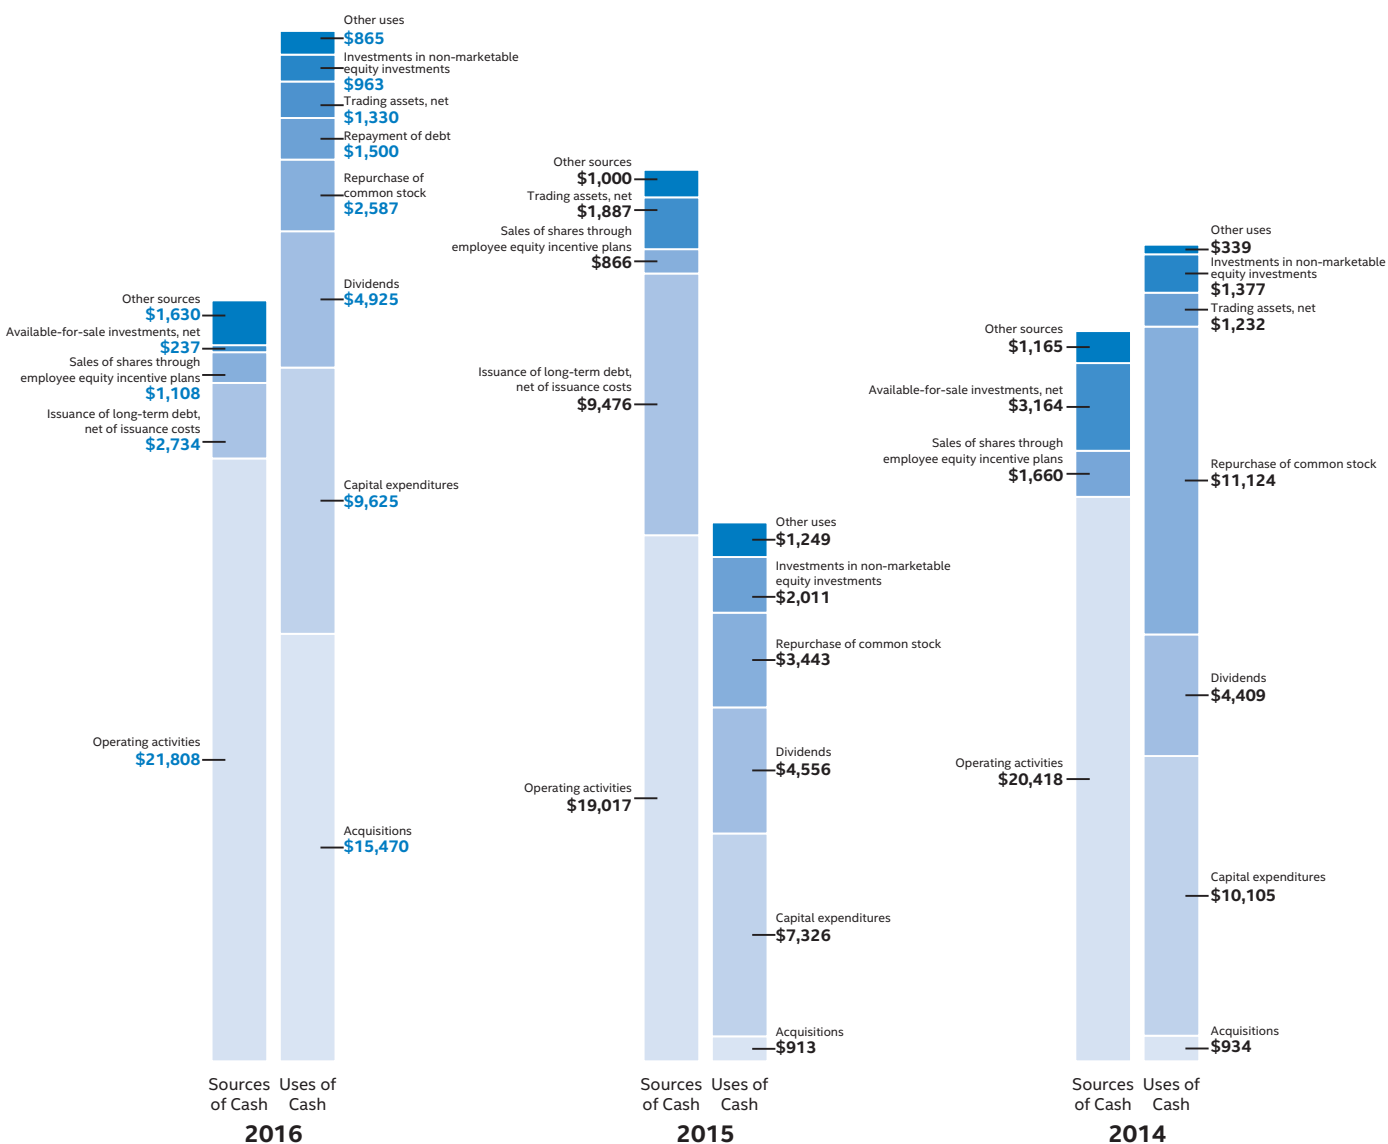 Other uses
$865
Investments in non-marketable
equity investments
$963
Trading assets, net
$1,330
Repayment of debt
$1,500
Repurchase of
common stock
$2,587
Dividends
$4,925
Capital expenditures
$9,625
Acquisitions
$15,470
Other sources
$1,630
Available-for-sale investments, net
$237
Sales of shares through
employee equity incentive plans
$1,108
Issuance of long-term debt,
net of issuance costs
$2,734
Operating activities
$21,808
Sources
of Cash
Uses of
Cash
2016
Other sources
$1,000
Trading assets, net
$1,887
Sales of shares through
employee equity incentive plans
$866
Issuance of long-term debt,
net of issuance costs
$9,476
Operating activities
$19,017
Other uses
$1,249
Investments in non-marketable
equity investments
$2,011
Repurchase of common stock
$3,443
Dividends
$4,556
Capital expenditures
$7,326
Acquisitions
$913
Sources
of Cash
Uses of
Cash
2015
Other sources
$1,165
Available-for-sale investments, net
$3,164
Sales of shares through
employee equity incentive plans
$1,660
Operating activities
$20,418
Other uses
$339
Investments in non-marketable
equity investments
$1,377
Trading assets, net
$1,232
Repurchase of common stock
$11,124
Dividends
$4,409
Capital expenditures
$10,105
Acquisitions
$934
Sources
of Cash
Uses of
Cash
2014